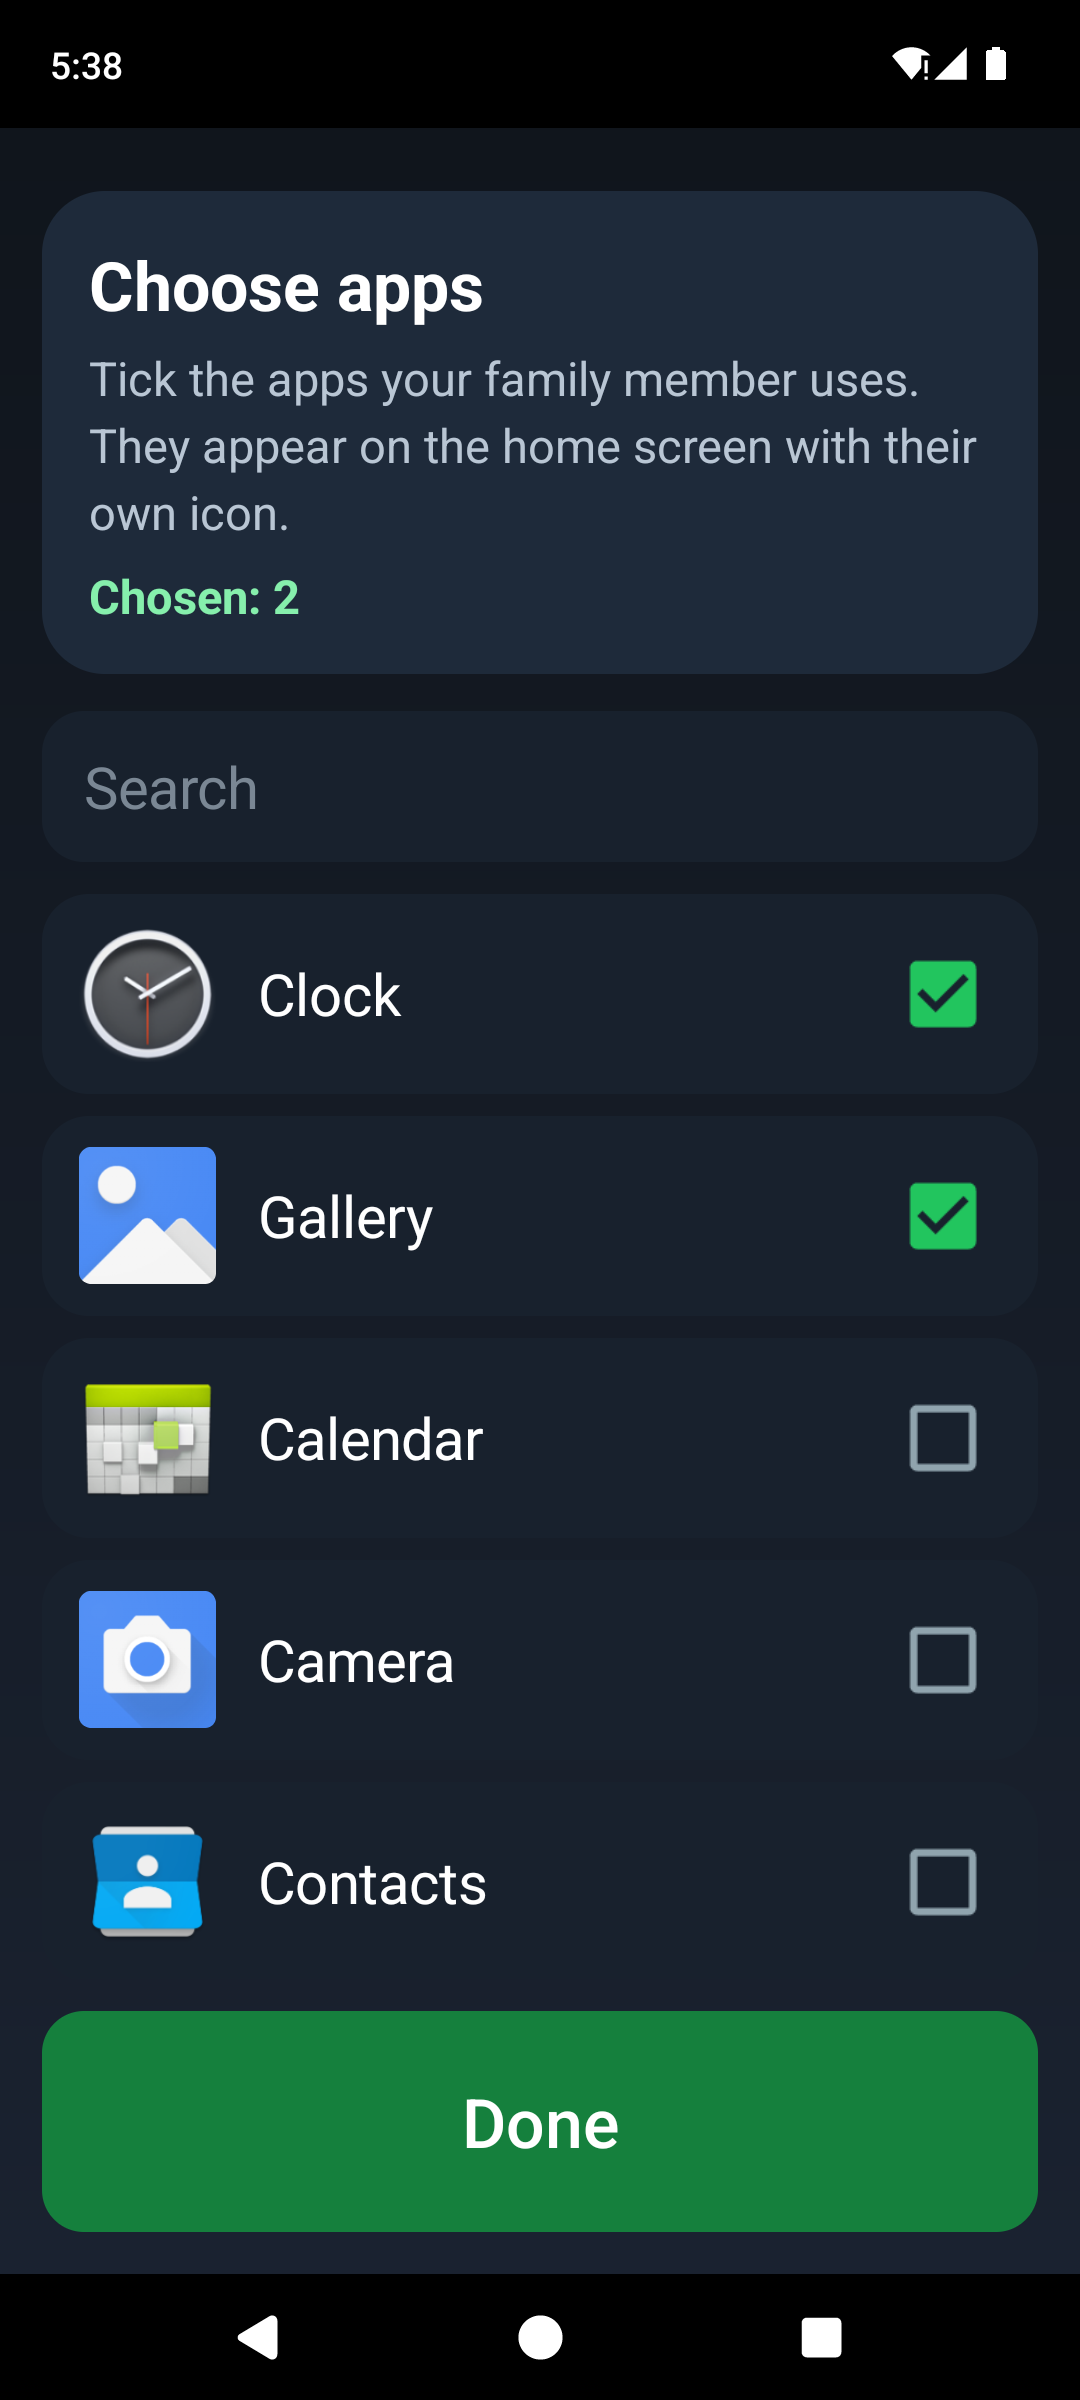 5:38
Choose apps
Tick the apps your family member uses.
They appear on the home screen with their
own icon.
Chosen: 2
Search
Clock
Gallery
Calendar
Camera
Contacts
Done